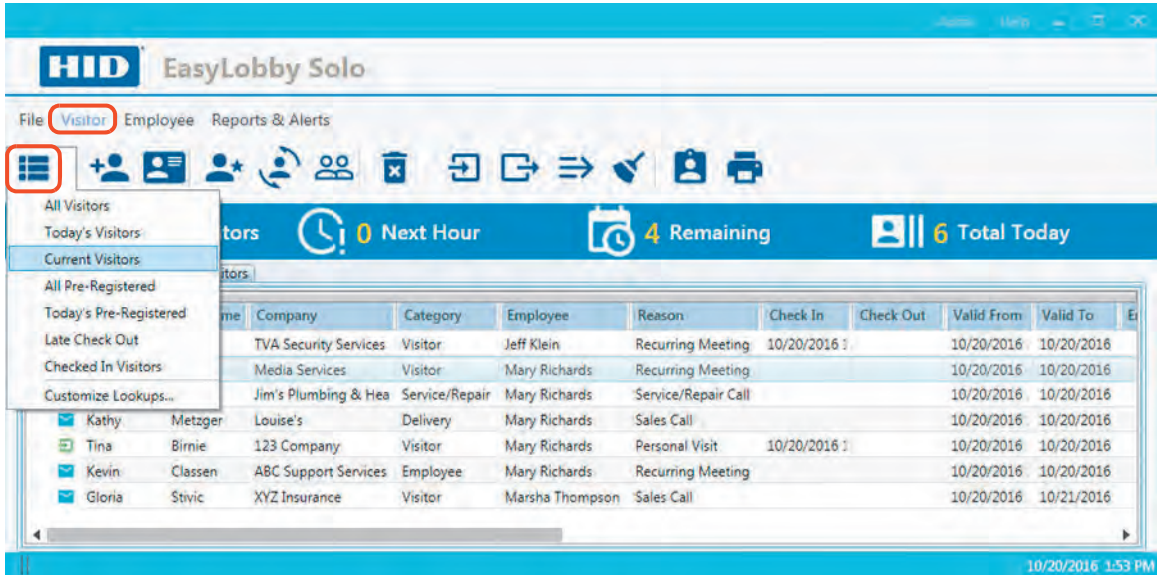 Admin Help
HID EasyLobby Solo
File Visitor Employee Reports & Alerts
All Visitors
Today's Visitors
Current Visitors
All Pre-Registered
Today's Pre-Registered
Late Check Out
Checked In Visitors
Customize Lookups...
tors 0 Next Hour 4 Remaining 6 Total Today
itors
me Company Category Employee Reason Check In Check Out Valid From Valid To
TVA Security Services Visitor Jeff Klein Recurring Meeting 10/20/2016 1 10/20/2016 10/20/2016
Media Services Visitor Mary Richards Recurring Meeting 10/20/2016 10/20/2016
Jim's Plumbing & Hea Service/Repair Mary Richards Service/Repair Call 10/20/2016 10/20/2016
Kathy Metzger Louise's Delivery Mary Richards Sales Call 10/20/2016 10/20/2016
Tina Birnie 123 Company Visitor Mary Richards Personal Visit 10/20/2016 1 10/20/2016 10/20/2016
Kevin Classen ABC Support Services Employee Mary Richards Recurring Meeting 10/20/2016 10/20/2016
Gloria Stivic XYZ Insurance Visitor Marsha Thompson Sales Call 10/20/2016 10/21/2016
10/20/2016 1:53 PM